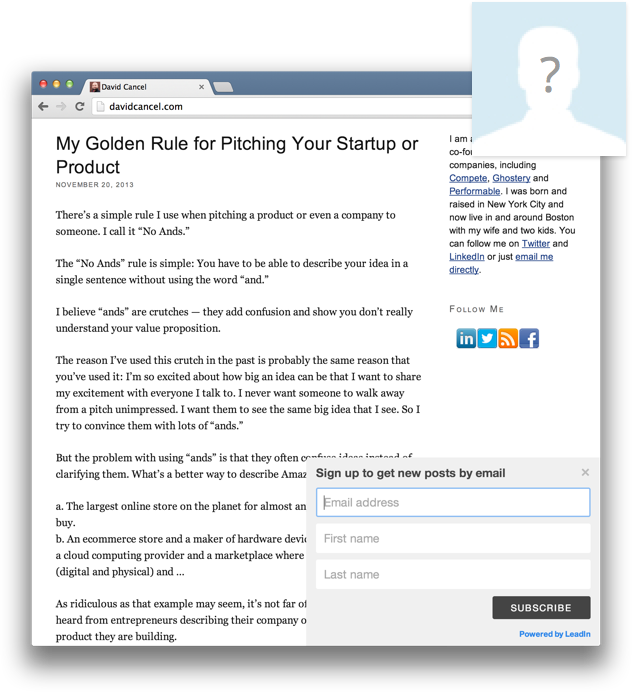 ?
David Cancel
davidcancel.com
My Golden Rule for Pitching Your Startup or
Product
NOVEMBER 20, 2013
There’s a simple rule I use when pitching a product or even a company to
someone. I call it “No Ands.”
The “No Ands” rule is simple: You have to be able to describe your idea in a
single sentence without using the word “and.”
I believe “ands” are crutches — they add confusion and show you don’t really
understand your value proposition.
The reason I’ve used this crutch in the past is probably the same reason that
you’ve used it: I’m so excited about how big an idea can be that I want to share
my excitement with everyone I talk to. I never want someone to walk away
from a pitch unimpressed. I want them to see the same big idea that I see. So I
try to convince them with lots of “ands.”
But the problem with using “ands” is that they often confuse ideas instead of
clarifying them. What’s a better way to describe Amaz
a. The largest online store on the planet for almost an
buy.
b. An ecommerce store and a maker of hardware devic
a cloud computing provider and a marketplace where
(digital and physical) and ...
As ridiculous as that example may seem, it’s not far of
heard from entrepreneurs describing their company o
product they are building.
I am a
co-fou
companies, including
Compete, Ghostery and
Performable. I was born and
raised in New York City and
now live in and around Boston
with my wife and two kids. You
can follow me on Twitter and
LinkedIn or just email me
directly.
Follow Me
in f
Sign up to get new posts by email ×
Email address
First name
Last name
SUBSCRIBE
Powered by LeadIn